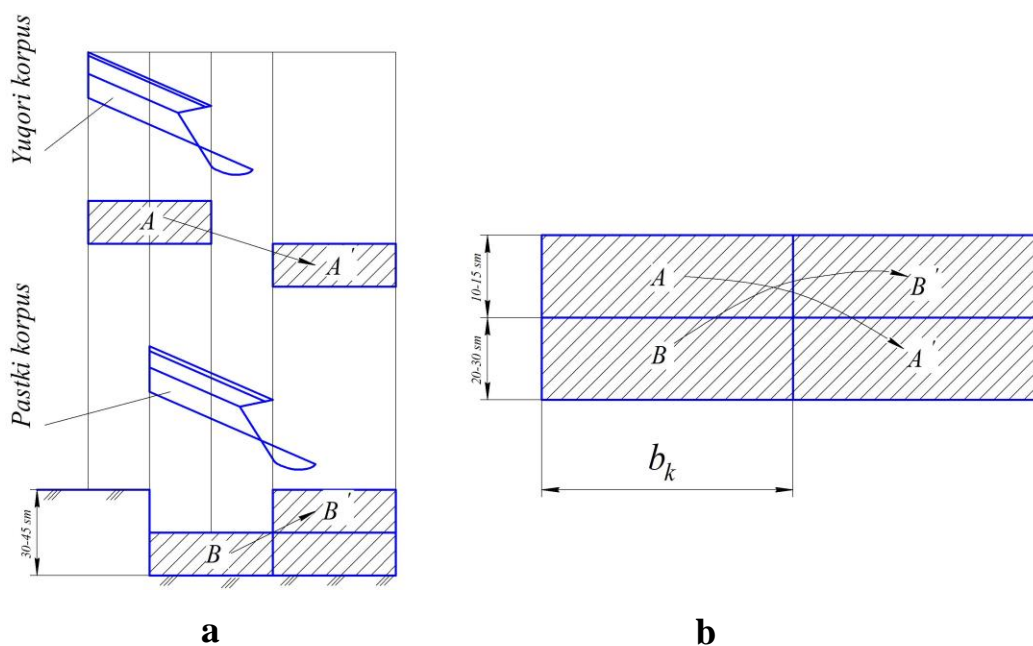 Yuqori korpus
A
A'
Pastki korpus
30-45 sm
B
B'
a
10-15 sm
20-30 sm
A
B'
B
A'
b_k
b